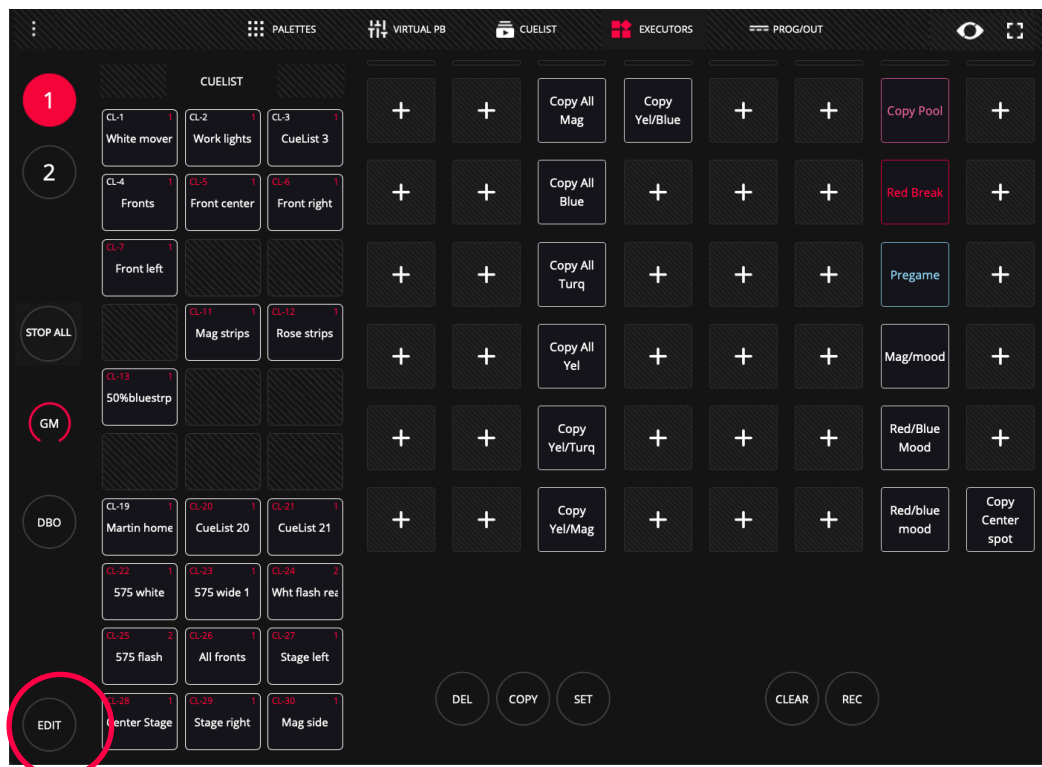 PALETTES
VIRTUAL PB
CUELIST
EXECUTORS
PROG/OUT
1
2
STOP ALL
GM
DBO
EDIT
CUELIST
CL-1 1
White mover
CL-2 1
Work lights
CL-3 1
CueList 3
CL-4 1
Fronts
CL-5 1
Front center
CL-6 1
Front right
CL-7 1
Front left
CL-11 1
Mag strips
CL-12 1
Rose strips
CL-13 1
50%bluestrp
CL-19 1
Martin home
CL-20 1
CueList 20
CL-21 1
CueList 21
CL-22 1
575 white
CL-23 1
575 wide 1
CL-24 2
Wht flash rea
CL-25 2
575 flash
CL-26 1
All fronts
CL-27 1
Stage left
CL-28 1
Center Stage
CL-29 1
Stage right
CL-30 1
Mag side
+
+
Copy All
Mag
Copy
Yel/Blue
+
+
Copy Pool
+
+
+
Copy All
Blue
+
+
+
Red Break
+
+
+
Copy All
Turq
+
+
+
Pregame
+
+
+
Copy All
Yel
+
+
+
Mag/mood
+
+
+
Copy
Yel/Turq
+
+
+
Red/Blue
Mood
+
+
+
Copy
Yel/Mag
+
+
+
Red/blue
mood
Copy
Center
spot
DEL
COPY
SET
CLEAR
REC